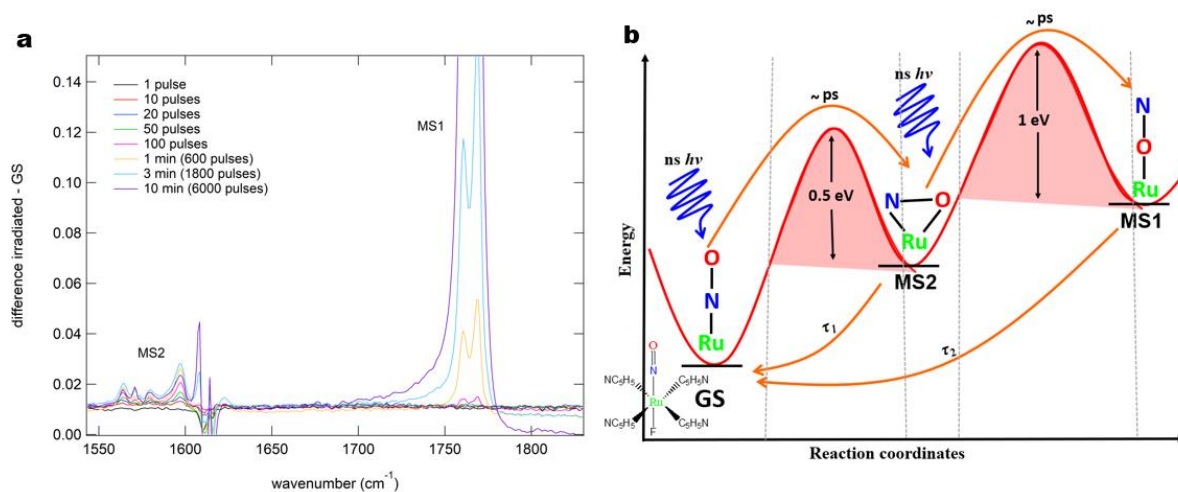 a
difference irradiated - GS
0.14
0.12
0.10
0.08
0.06
0.04
0.02
0.00
1 pulse
10 pulses
20 pulses
50 pulses
100 pulses
1 min (600 pulses)
3 min (1800 pulses)
10 min (6000 pulses)
MS1
MS2
1550
1600
1650
1700
1750
1800
wavenumber (cm⁻¹)
b
Energy
~ ps
~ ps
ns hν
ns hν
0.5 eV
1 eV
O
N
Ru
GS
N
O
Ru
MS2
N
O
Ru
MS1
τ₁
τ₂
O
N
NC₅H₅
C₅H₅N
Ru
NC₅H₅
C₅H₅N
F
Reaction coordinates